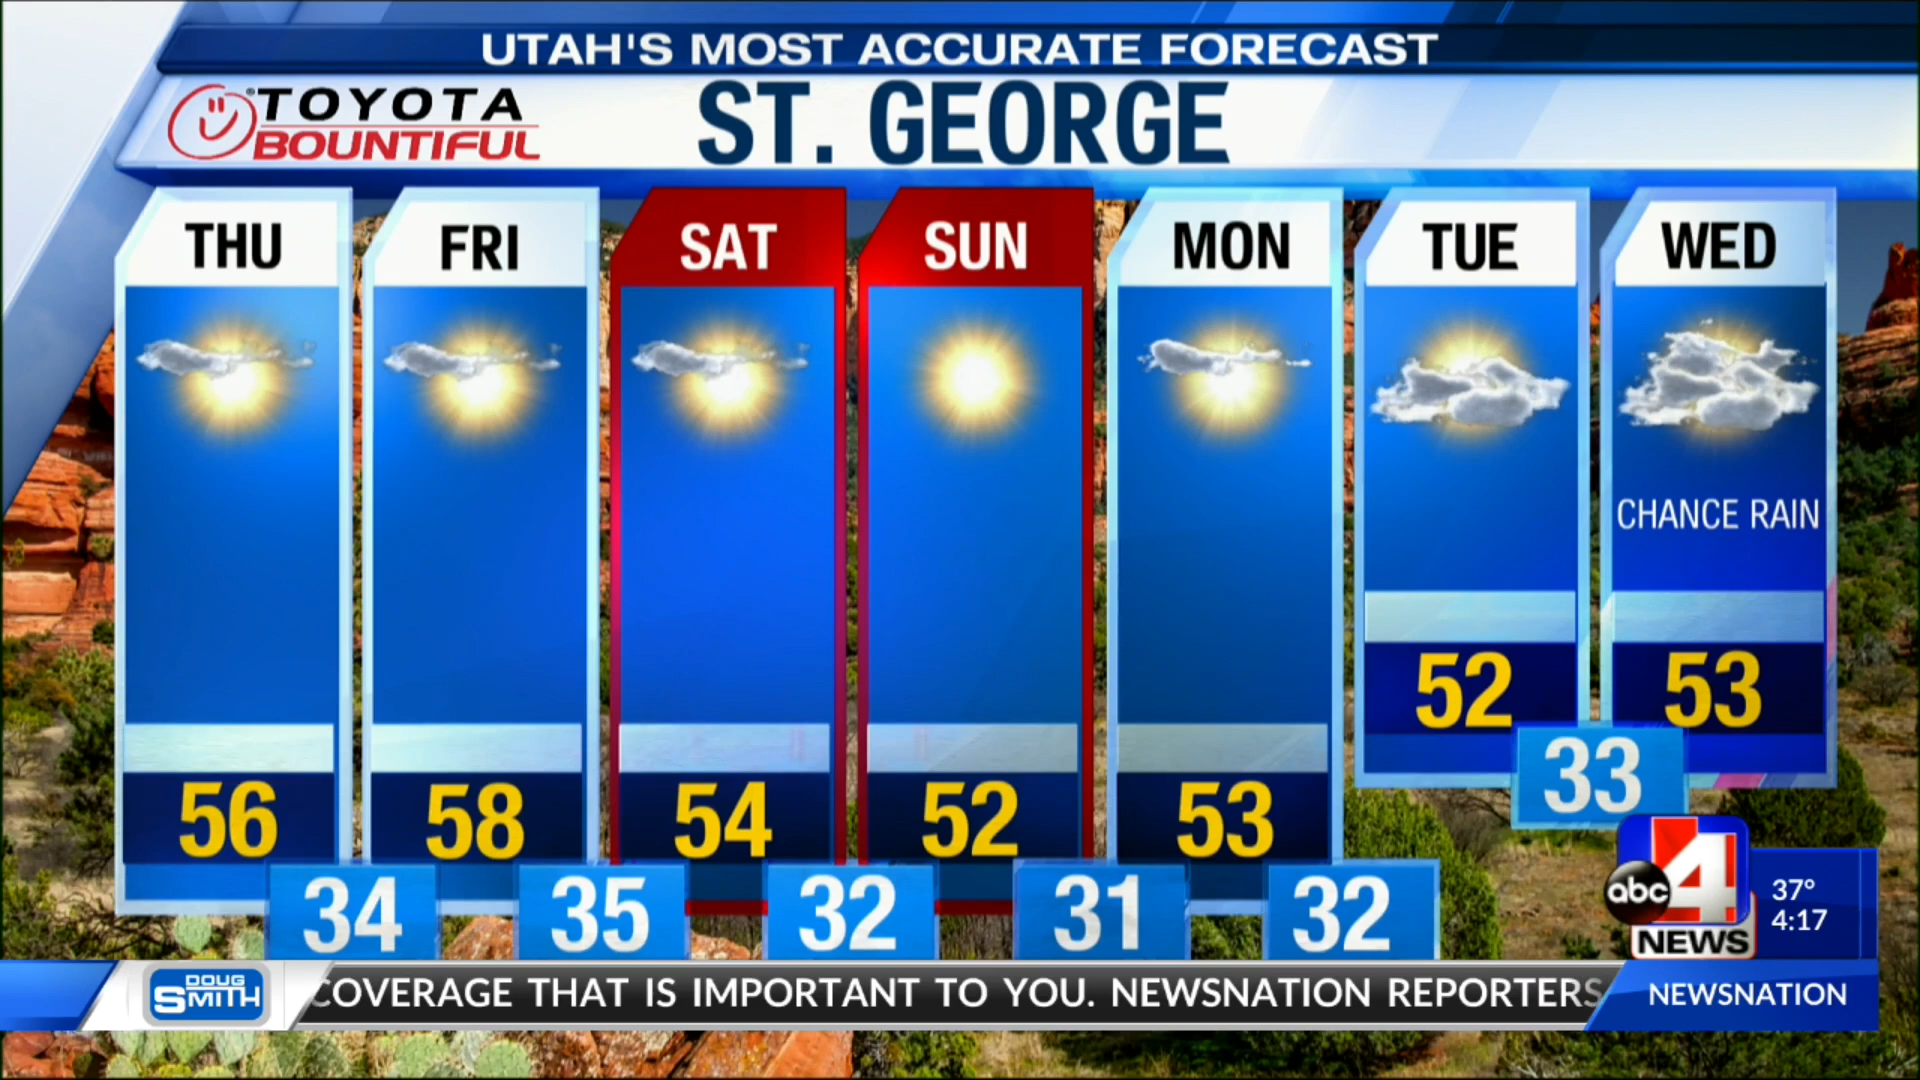 UTAH'S MOST ACCURATE FORECAST
TOYOTA
BOUNTIFUL
ST. GEORGE
THU FRI SAT SUN MON TUE WED
CHANCE RAIN
52 53
33
56 58 54 52 53
34 35 32 31 32
abc 4
NEWS
37°
4:17
DOUG
SMITH
COVERAGE THAT IS IMPORTANT TO YOU. NEWSNATION REPORTERS
NEWSNATION